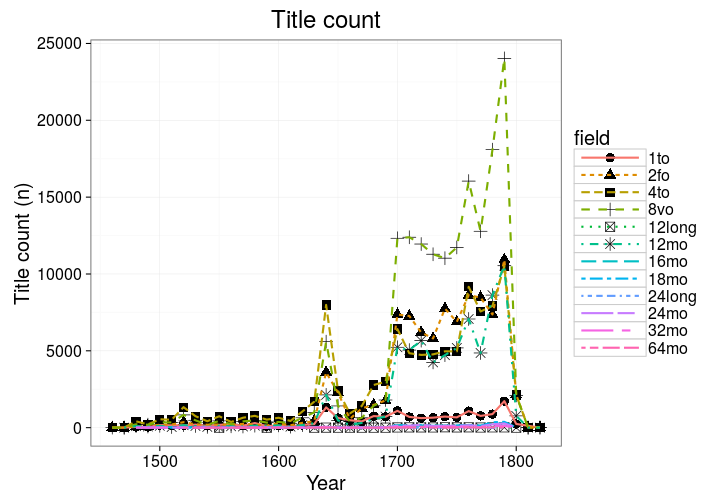 Title count
25000
20000
15000
10000
5000
0
Title count (n)
1500 1600 1700 1800
Year
field
1to
2fo
4to
8vo
12long
12mo
16mo
18mo
24long
24mo
32mo
64mo